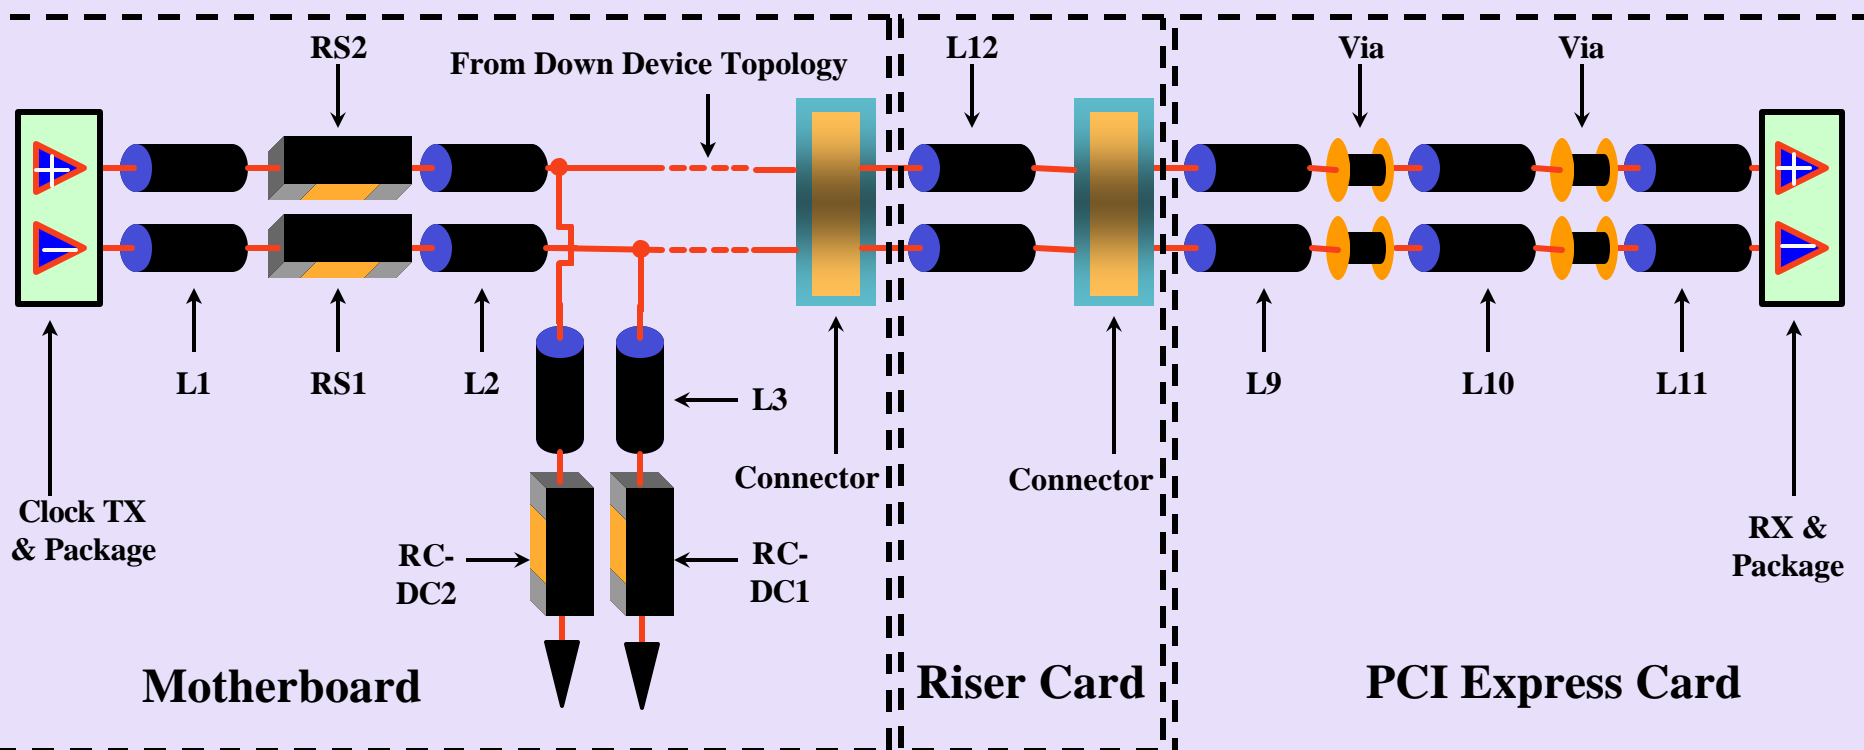 RS2
From Down Device Topology
L12
Via
Via
L1
RS1
L2
L3
L9
L10
L11
Connector
Connector
Clock TX
& Package
RC-
DC2
RC-
DC1
RX &
Package
Motherboard
Riser Card
PCI Express Card